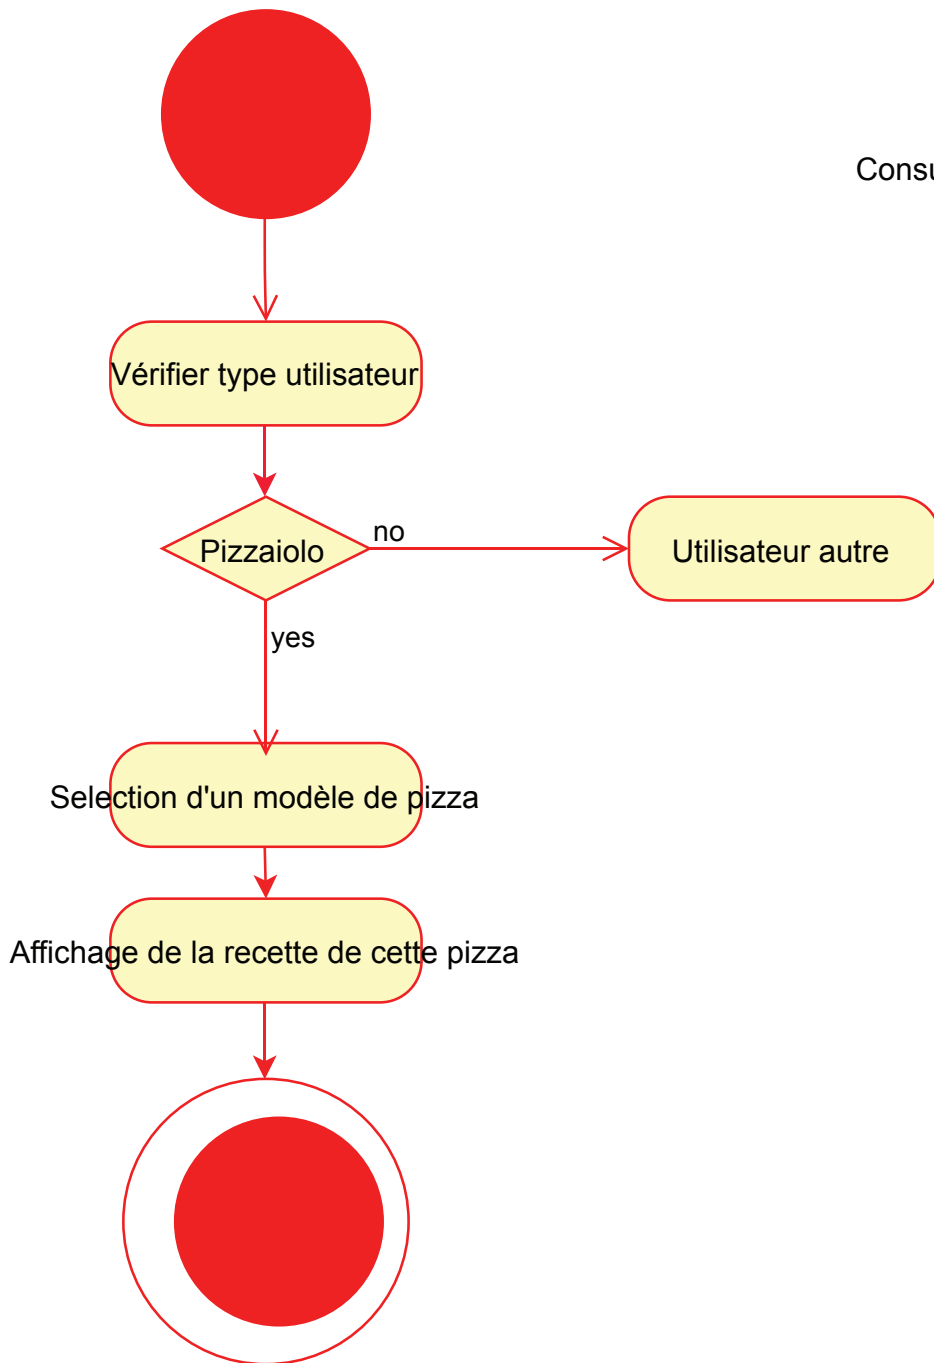 Vérifier type utilisateur
Pizzaiolo
no
Utilisateur autre
yes
Selection d'un modèle de pizza
Affichage de la recette de cette pizza